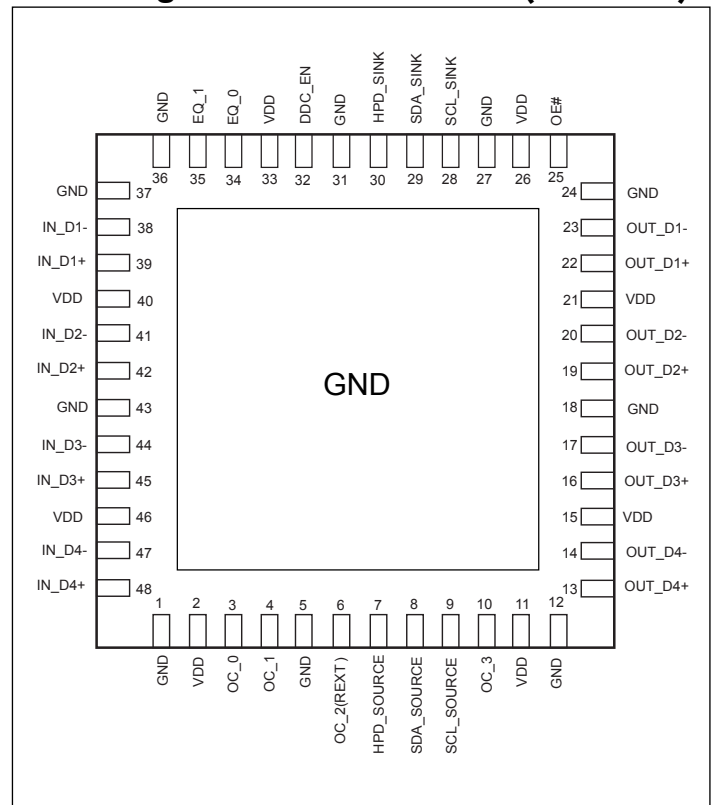 GND EQ_1 EQ_0 VDD DDC_EN GND HPD_SINK SDA_SINK SCL_SINK GND VDD OE#
36 35 34 33 32 31 30 29 28 27 26 25
GND 37 24 GND
IN_D1- 38 23 OUT_D1-
IN_D1+ 39 22 OUT_D1+
VDD 40 21 VDD
IN_D2- 41 20 OUT_D2-
IN_D2+ 42 19 OUT_D2+
GND
GND 43 18 GND
IN_D3- 44 17 OUT_D3-
IN_D3+ 45 16 OUT_D3+
VDD 46 15 VDD
IN_D4- 47 14 OUT_D4-
IN_D4+ 48 13 OUT_D4+
1 2 3 4 5 6 7 8 9 10 11 12
GND VDD OC_0 OC_1 GND OC_2(REXT) HPD_SOURCE SDA_SOURCE SCL_SOURCE OC_3 VDD GND